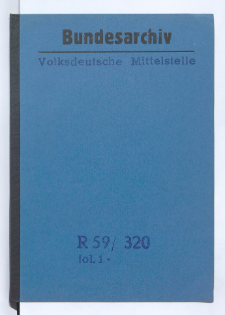 Bundesarchiv
Volksdeutsche Mittelstelle
R 59/ 320
fol. 1 -